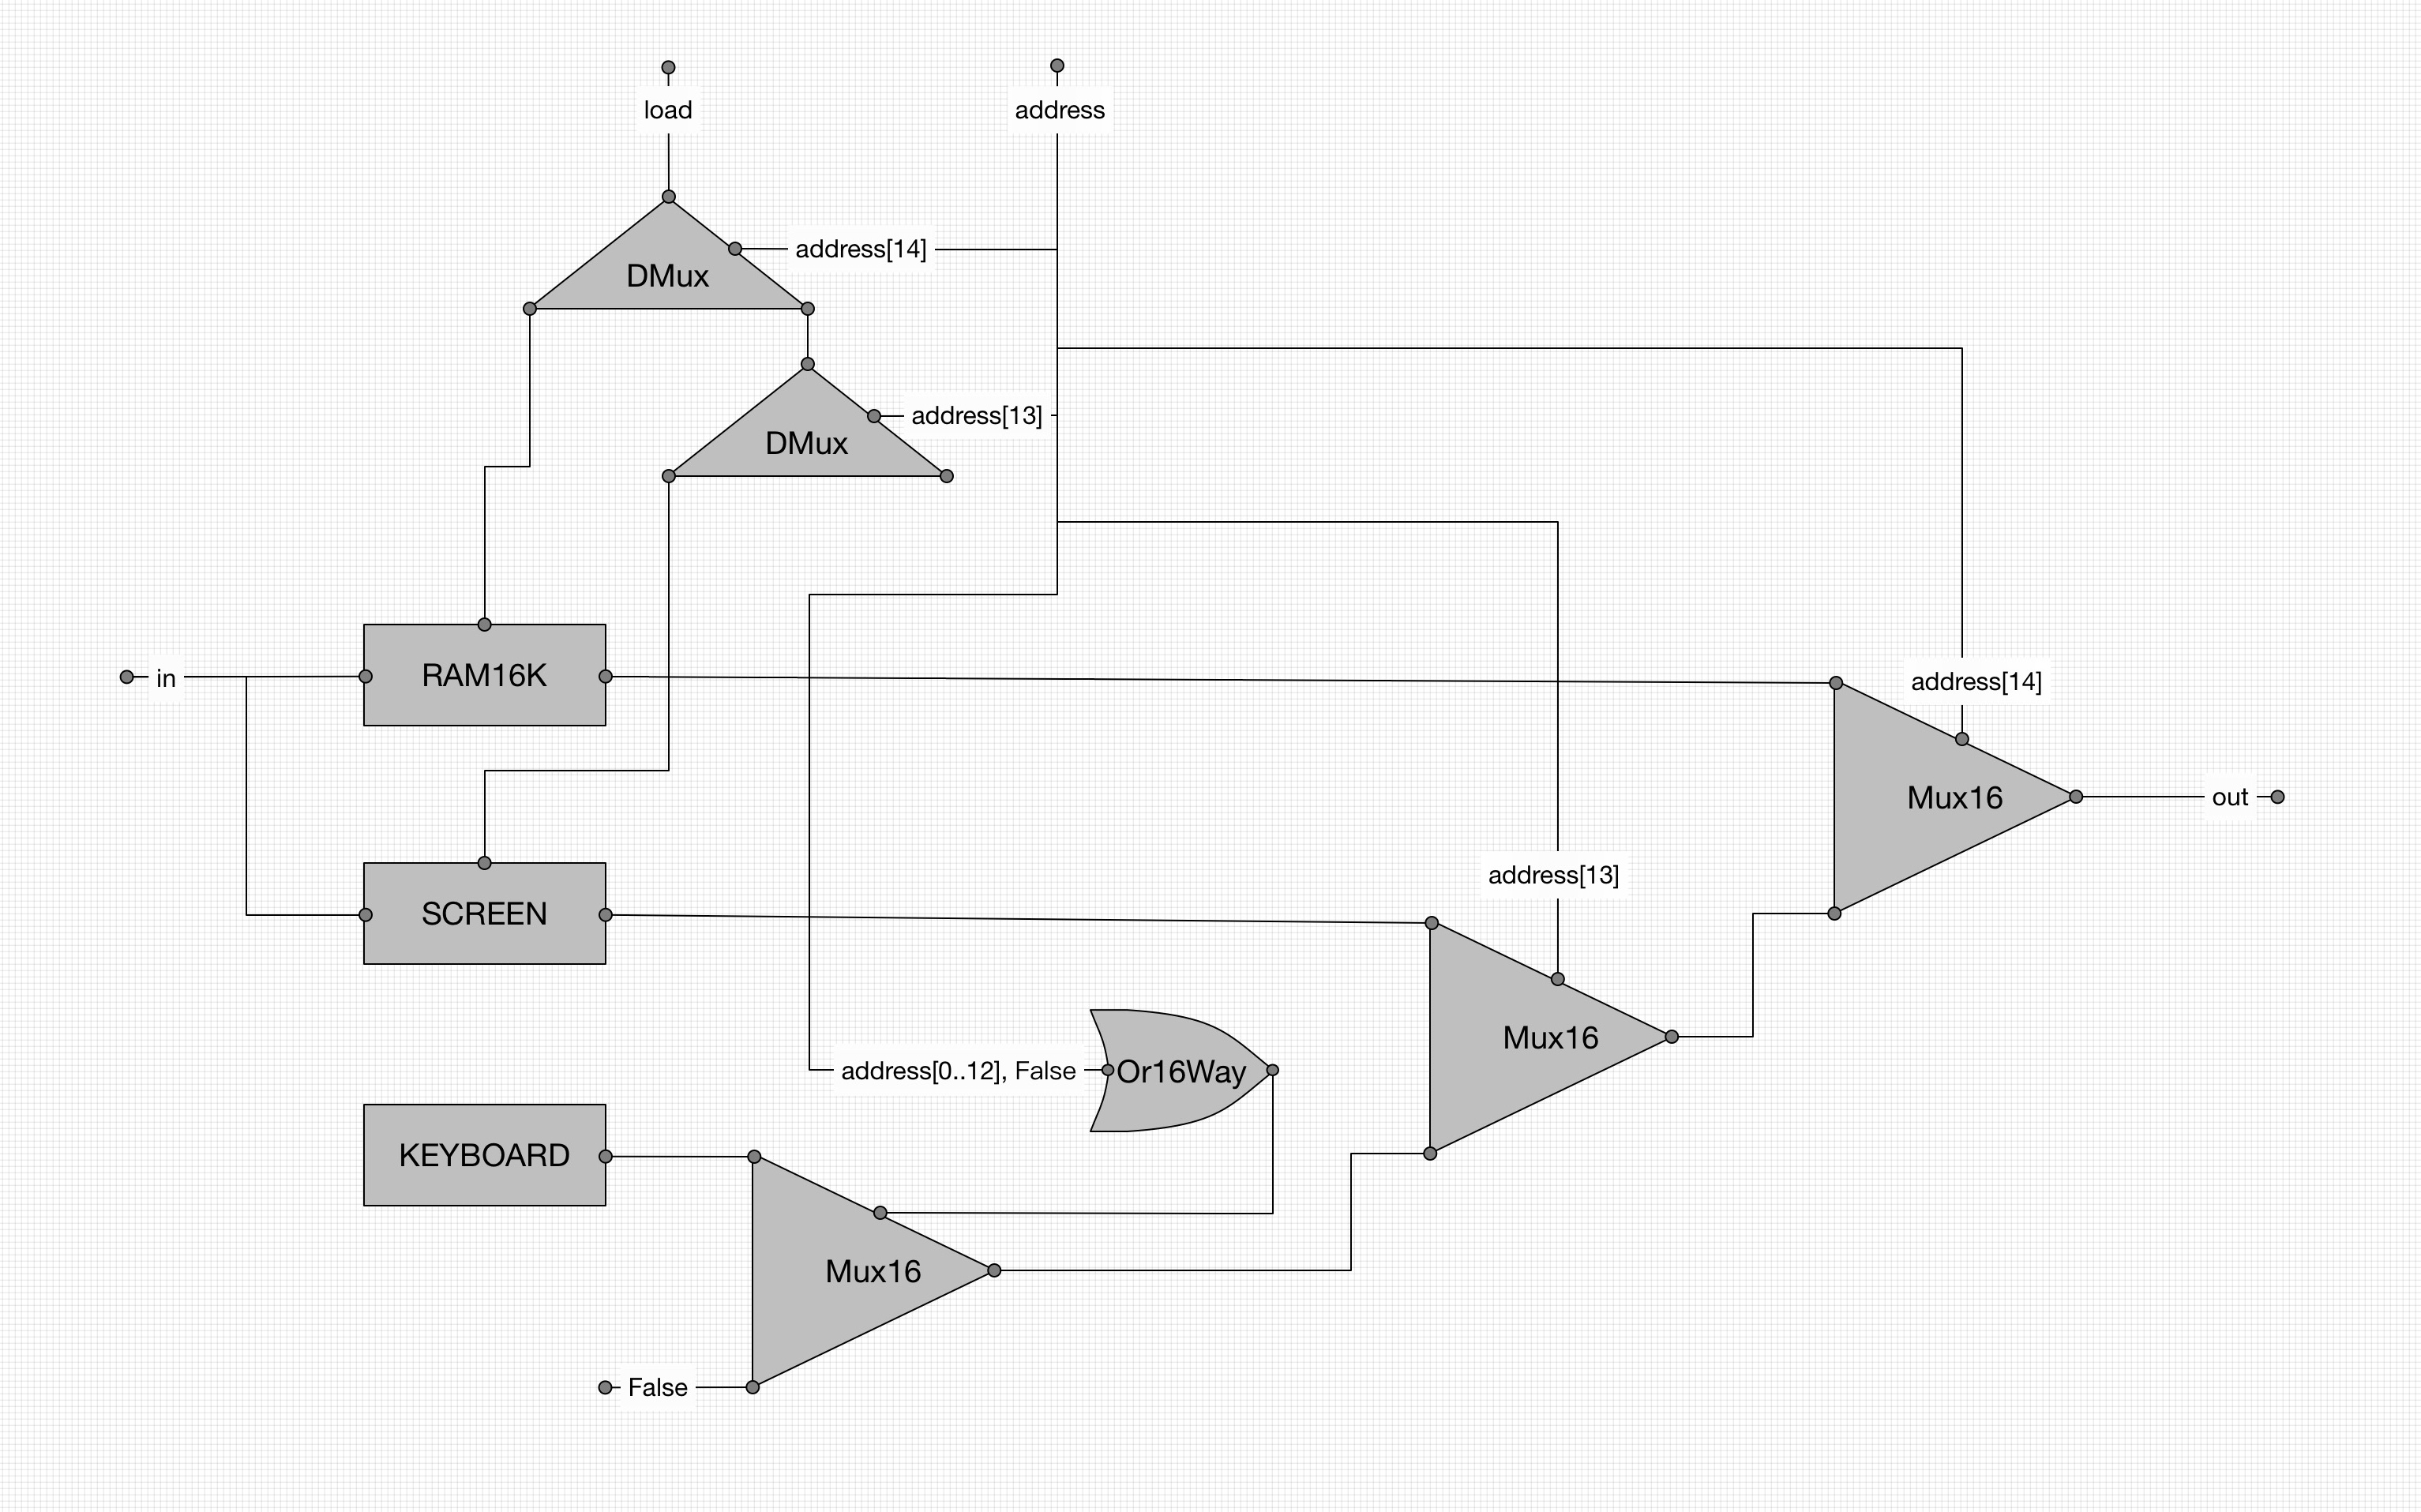 load
address
address[14]
DMux
address[13]
DMux
in
RAM16K
address[14]
Mux16
out
address[13]
SCREEN
Mux16
address[0..12], False
Or16Way
KEYBOARD
Mux16
False